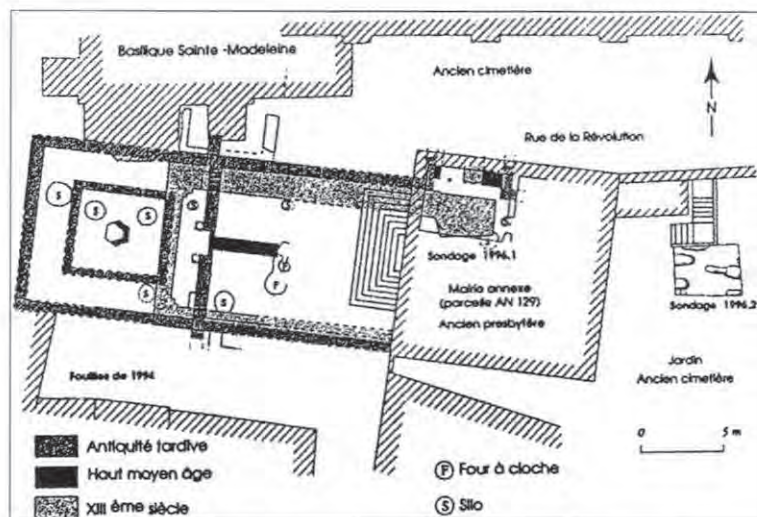 Basilique Sainte-Madeleine
Ancien cimetière
N
Rue de la Révolution
S
S
S
S
S
F
Sondage 1996.1
Mairie annexe
(parcelle AN 129)
Ancien presbytère
Sondage 1996.2
Jardin
Ancien cimetière
Fouilles de 1994
0 5 m
Antiquité tardive
Haut moyen âge
XIII ème siècle
F Four à cloche
S Silo